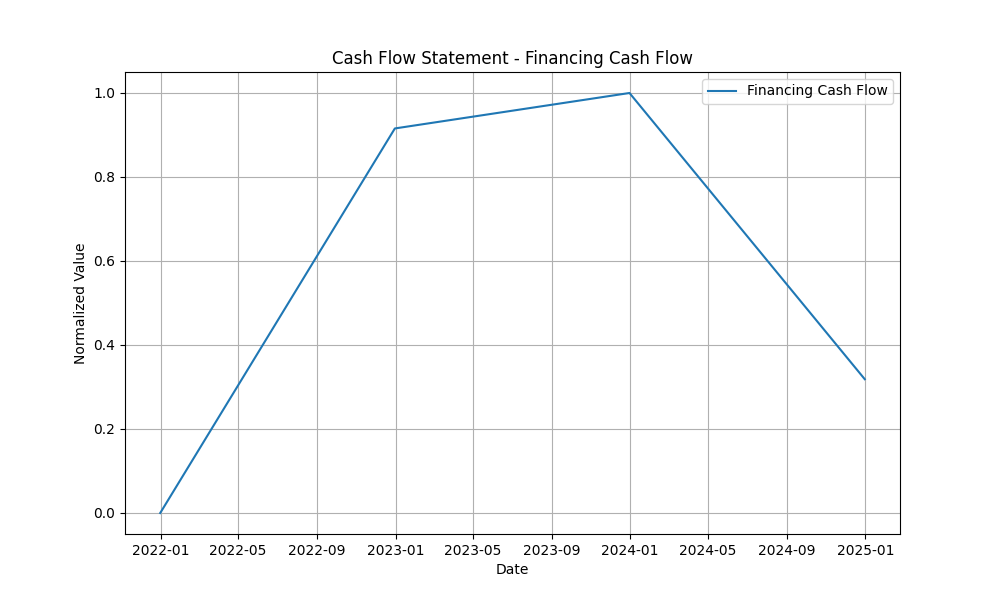 Cash Flow Statement - Financing Cash Flow
Financing Cash Flow
Normalized Value
1.0
0.8
0.6
0.4
0.2
0.0
2022-01 2022-05 2022-09 2023-01 2023-05 2023-09 2024-01 2024-05 2024-09 2025-01
Date